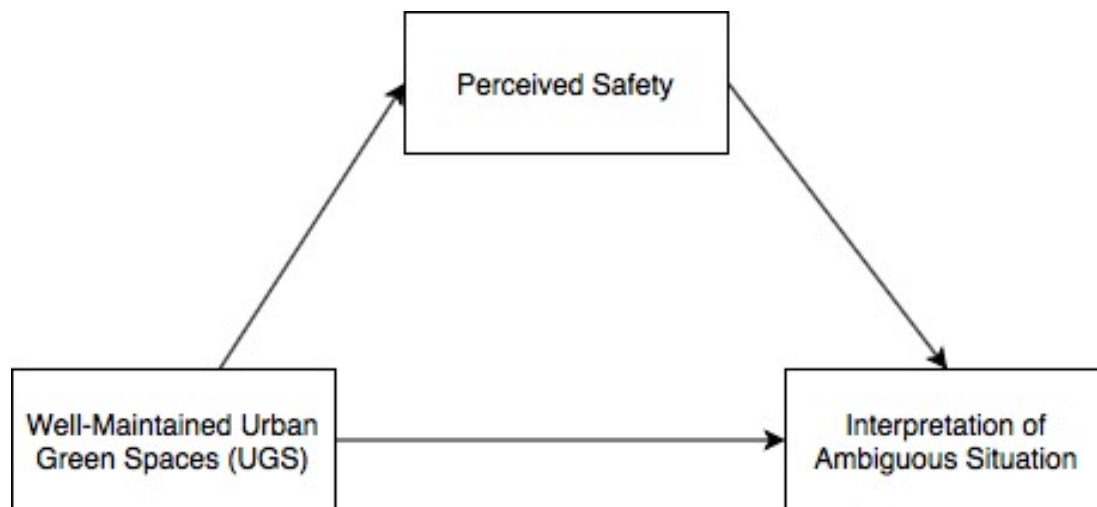 Perceived Safety
Well-Maintained Urban
Green Spaces (UGS)
Interpretation of
Ambiguous Situation